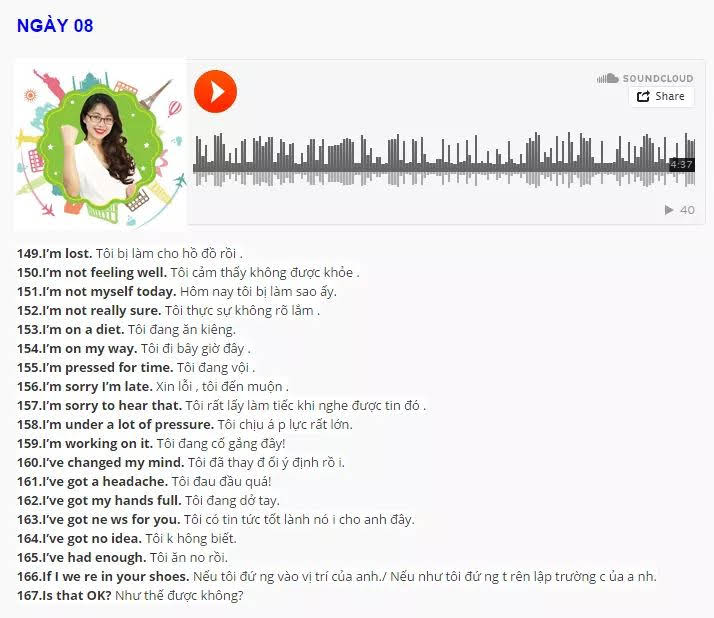 NGÀY 08
SOUNDCLOUD
Share
4:37
40
149.I’m lost. Tôi bị làm cho hồ đồ rồi .
150.I’m not feeling well. Tôi cảm thấy không được khỏe .
151.I’m not myself today. Hôm nay tôi bị làm sao ấy.
152.I’m not really sure. Tôi thực sự không rõ lắm .
153.I’m on a diet. Tôi đang ăn kiêng.
154.I’m on my way. Tôi đi bây giờ đây .
155.I’m pressed for time. Tôi đang vội .
156.I’m sorry I’m late. Xin lỗi , tôi đến muộn .
157.I’m sorry to hear that. Tôi rất lấy làm tiếc khi nghe được tin đó .
158.I’m under a lot of pressure. Tôi chịu á p lực rất lớn.
159.I’m working on it. Tôi đang cố gắng đây!
160.I’ve changed my mind. Tôi đã thay đ ổi ý định rồ i.
161.I’ve got a headache. Tôi đau đầu quá!
162.I’ve got my hands full. Tôi đang dở tay.
163.I’ve got ne ws for you. Tôi có tin tức tốt lành nó i cho anh đây.
164.I’ve got no idea. Tôi k hông biết.
165.I’ve had enough. Tôi ăn no rồi.
166.If I we re in your shoes. Nếu tôi đứ ng vào vị trí của anh./ Nếu như tôi đứ ng t rên lập trường c ủa a nh.
167.Is that OK? Như thế được không?